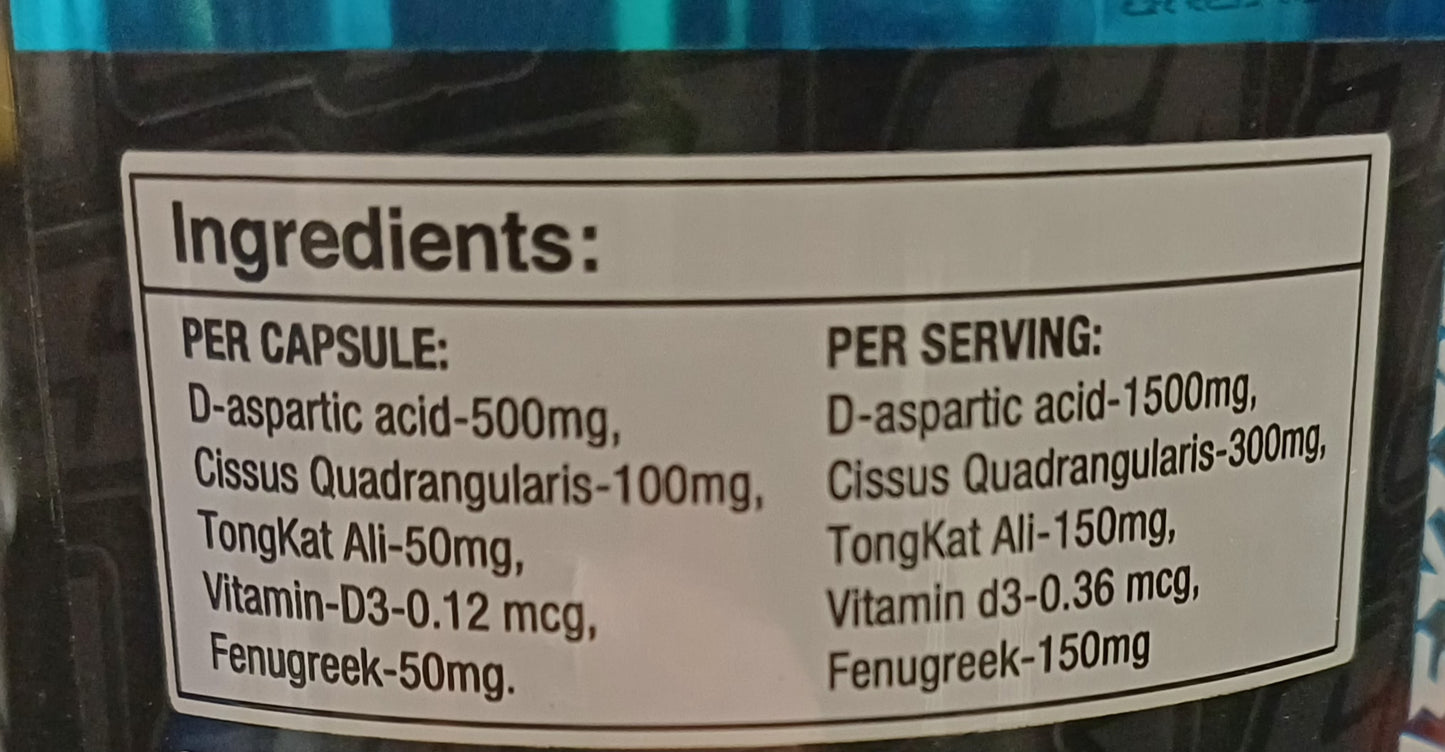 Ingredients:
PER CAPSULE:
D-aspartic acid-500mg,
Cissus Quadrangularis-100mg,
TongKat Ali-50mg,
Vitamin-D3-0.12 mcg,
Fenugreek-50mg.
PER SERVING:
D-aspartic acid-1500mg,
Cissus Quadrangularis-300mg,
TongKat Ali-150mg,
Vitamin d3-0.36 mcg,
Fenugreek-150mg